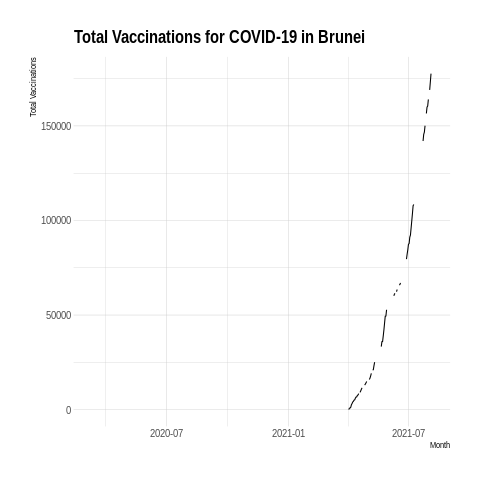 Total Vaccinations for COVID-19 in Brunei
Total Vaccinations
150000
100000
50000
0
2020-07
2021-01
2021-07
Month